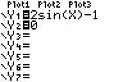 Plot1 Plot2 Plot3
\Y1=2sin(X)-1
\Y2=0
\Y3=
\Y4=
\Y5=
\Y6=
\Y7=